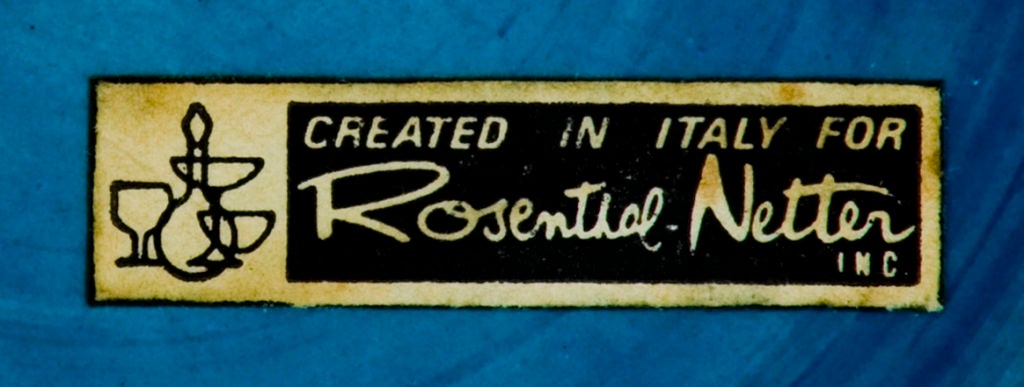 CREATED IN ITALY FOR
Rosenthal-Netter
INC